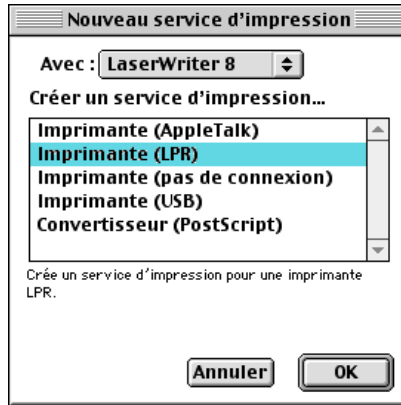 Nouveau service d'impression
Avec : LaserWriter 8
Créer un service d'impression...
Imprimante (AppleTalk)
Imprimante (LPR)
Imprimante (pas de connexion)
Imprimante (USB)
Convertisseur (PostScript)
Crée un service d'impression pour une imprimante
LPR.
Annuler OK